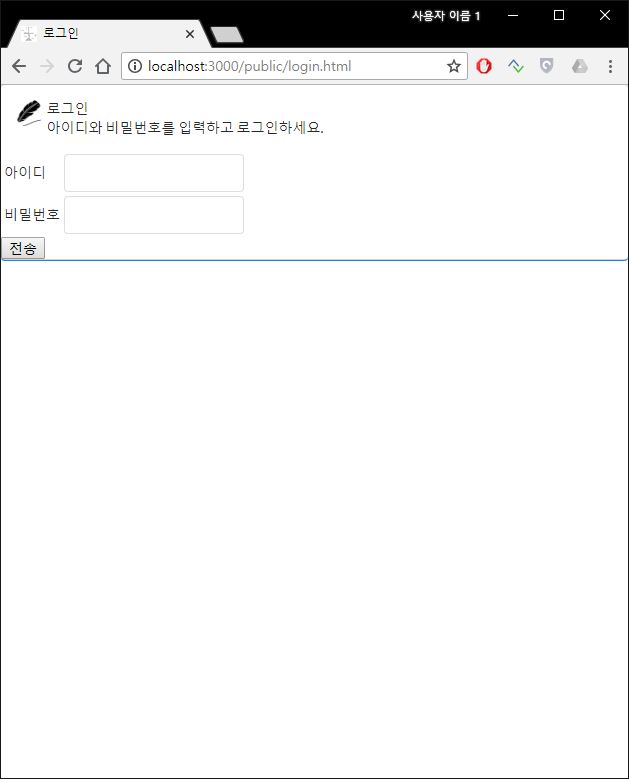 사용자 이름 1
로그인
localhost:3000/public/login.html
로그인
아이디와 비밀번호를 입력하고 로그인하세요.
아이디
비밀번호
전송